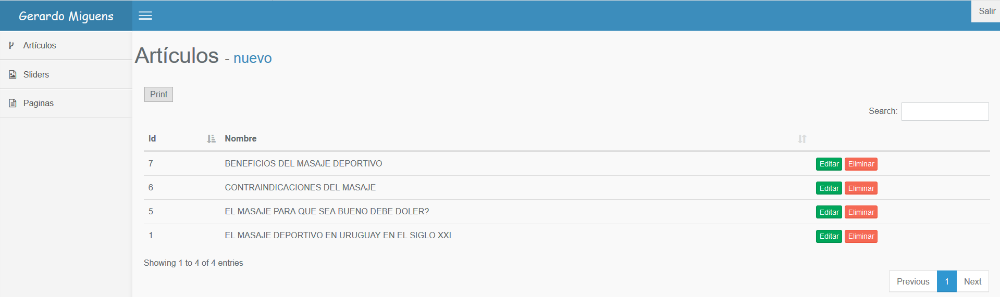 Gerardo Miguens
Salir
Artículos
Sliders
Paginas
Artículos - nuevo
Print
Search:
Id Nombre
7 BENEFICIOS DEL MASAJE DEPORTIVO Editar Eliminar
6 CONTRAINDICACIONES DEL MASAJE Editar Eliminar
5 EL MASAJE PARA QUE SEA BUENO DEBE DOLER? Editar Eliminar
1 EL MASAJE DEPORTIVO EN URUGUAY EN EL SIGLO XXI Editar Eliminar
Showing 1 to 4 of 4 entries
Previous 1 Next